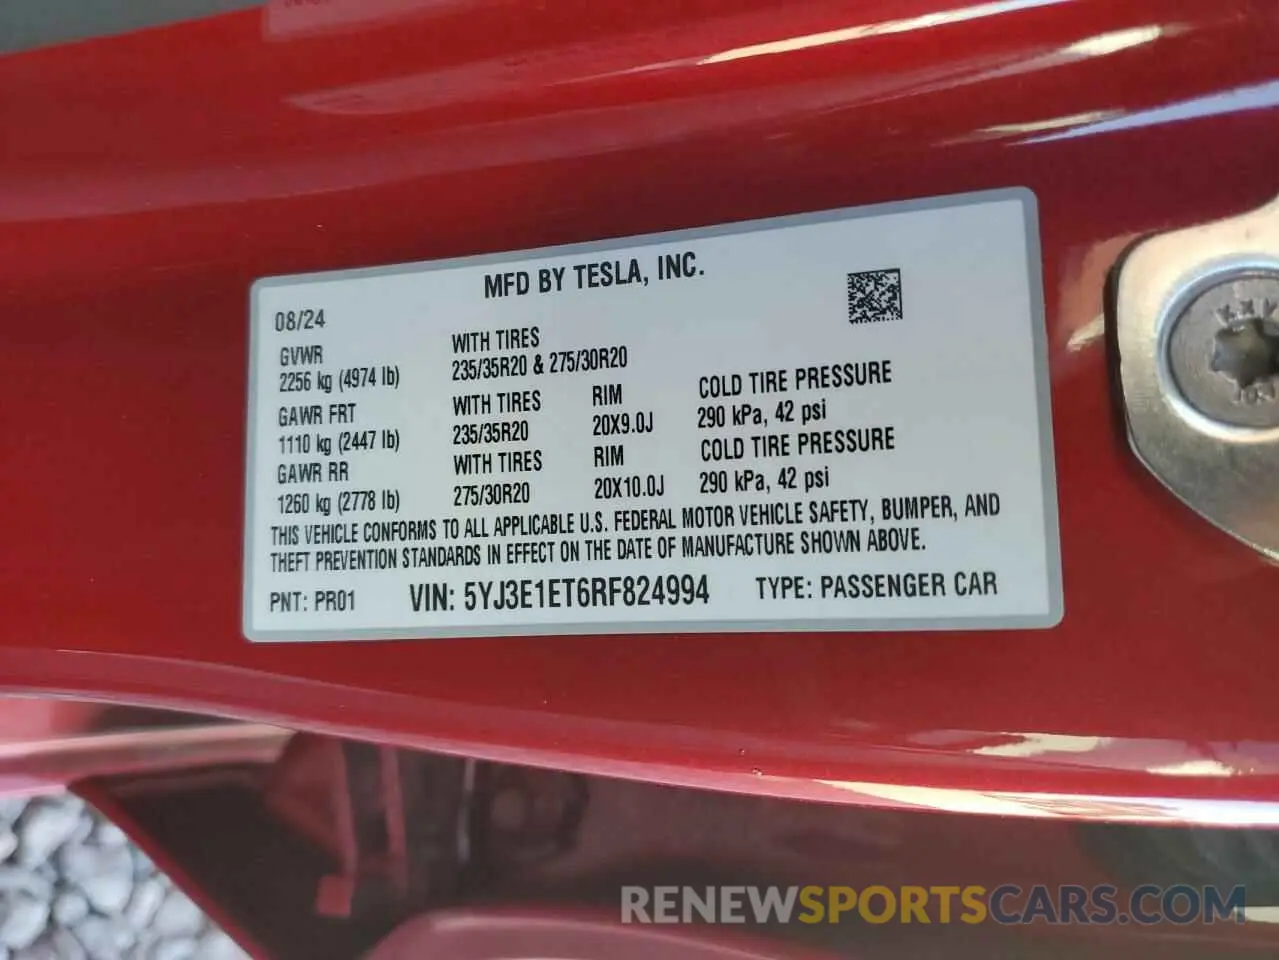 MFD BY TESLA, INC.
08/24
GVWR
2256 kg (4974 lb)
WITH TIRES
235/35R20 & 275/30R20
GAWR FRT
1110 kg (2447 lb)
WITH TIRES
235/35R20
RIM
20X9.0J
COLD TIRE PRESSURE
290 kPa, 42 psi
GAWR RR
1260 kg (2778 lb)
WITH TIRES
275/30R20
RIM
20X10.0J
COLD TIRE PRESSURE
290 kPa, 42 psi
THIS VEHICLE CONFORMS TO ALL APPLICABLE U.S. FEDERAL MOTOR VEHICLE SAFETY, BUMPER, AND
THEFT PREVENTION STANDARDS IN EFFECT ON THE DATE OF MANUFACTURE SHOWN ABOVE.
PNT: PR01 VIN: 5YJ3E1ET6RF824994 TYPE: PASSENGER CAR
RENEWSPORTSCARS.COM